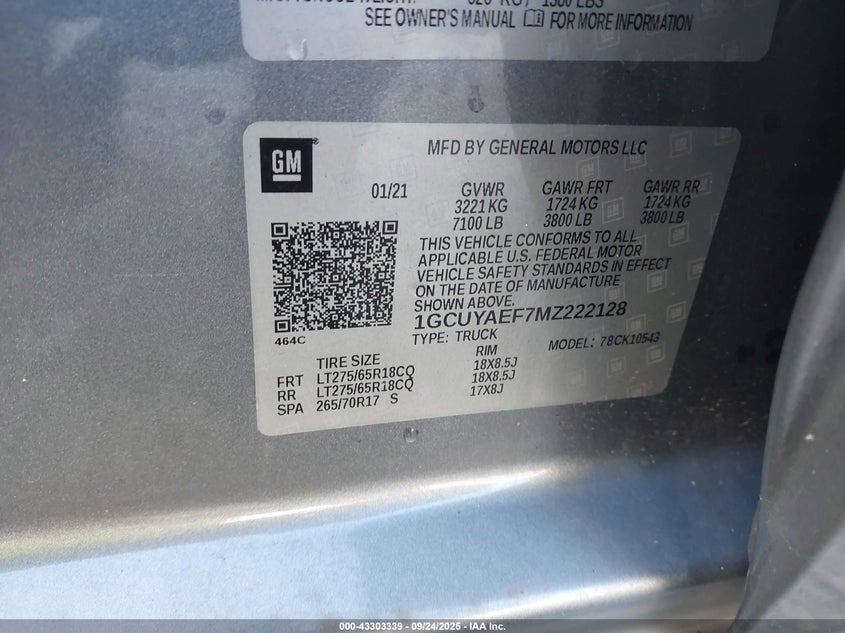 620 KG / 1380 LBS
SEE OWNER'S MANUAL FOR MORE INFORMATION
GM
®
MFD BY GENERAL MOTORS LLC
01/21 GVWR GAWR FRT GAWR RR
3221 KG 1724 KG 1724 KG
7100 LB 3800 LB 3800 LB
THIS VEHICLE CONFORMS TO ALL
APPLICABLE U.S. FEDERAL MOTOR
VEHICLE SAFETY STANDARDS IN EFFECT
ON THE DATE OF MANUFACTURE
SHOWN ABOVE.
1GCUYAEF7MZ222128
TYPE: TRUCK MODEL: 78CK10543
464C
TIRE SIZE RIM
FRT LT275/65R18CQ 18X8.5J
RR LT275/65R18CQ 18X8.5J
SPA 265/70R17 S 17X8J
000-43303339 - 09/24/2025 - IAA Inc.